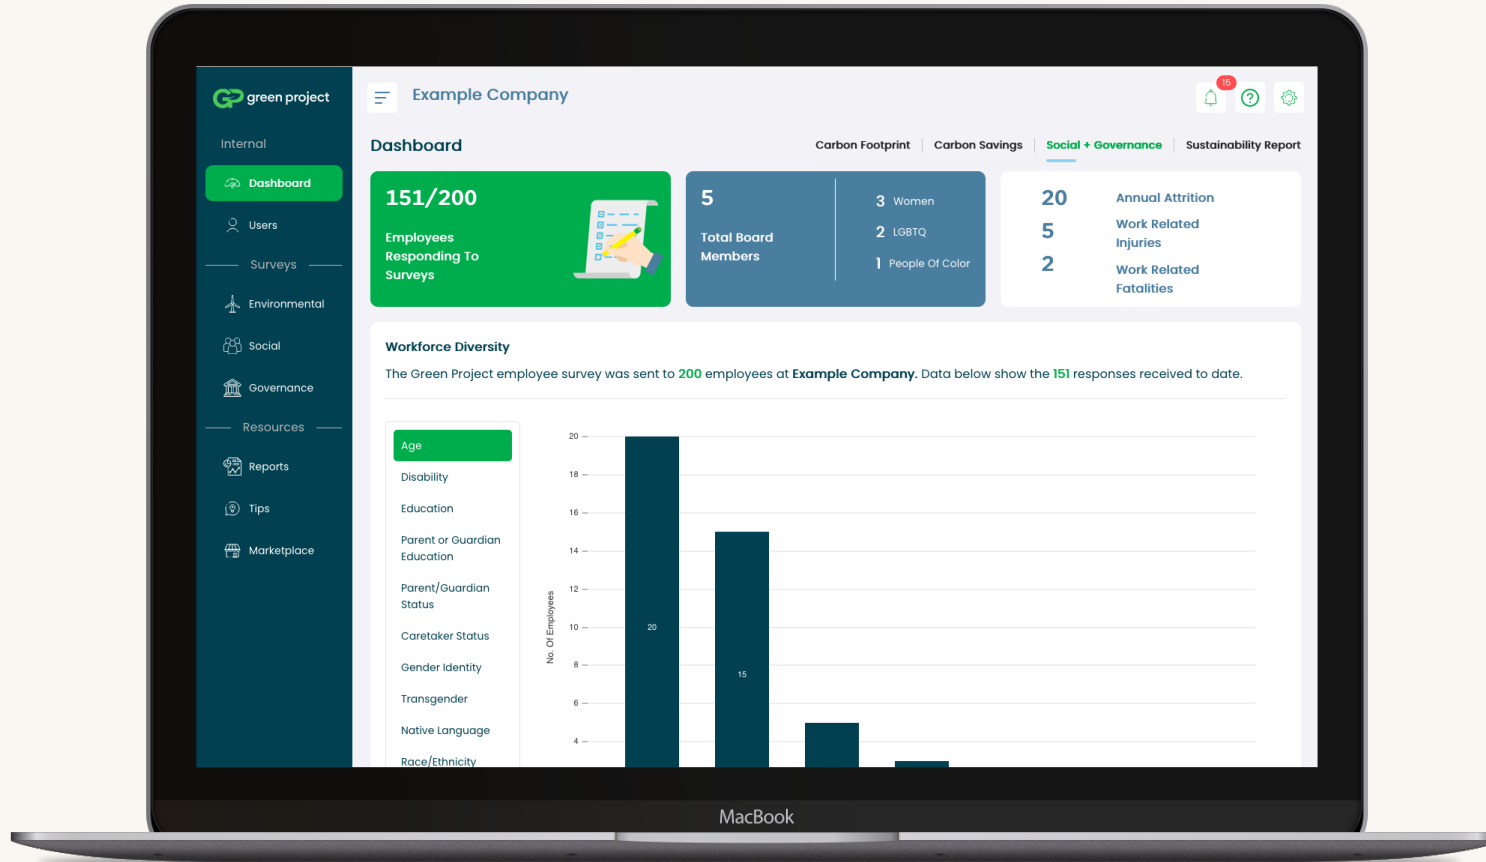 green project
Example Company
15
Internal
Dashboard
Users
Surveys
Environmental
Social
Governance
Resources
Reports
Tips
Marketplace
Dashboard
Carbon Footprint
Carbon Savings
Social + Governance
Sustainability Report
151/200
Employees
Responding To
Surveys
5
Total Board
Members
3 Women
2 LGBTQ
1 People Of Color
20 Annual Attrition
5 Work Related
Injuries
2 Work Related
Fatalities
Workforce Diversity
The Green Project employee survey was sent to 200 employees at Example Company. Data below show the 151 responses received to date.
Age
Disability
Education
Parent or Guardian
Education
Parent/Guardian
Status
Caretaker Status
Gender Identity
Transgender
Native Language
Race/Ethnicity
No. Of Employees
20
18
16
14
12
10
8
6
4
20
15
MacBook